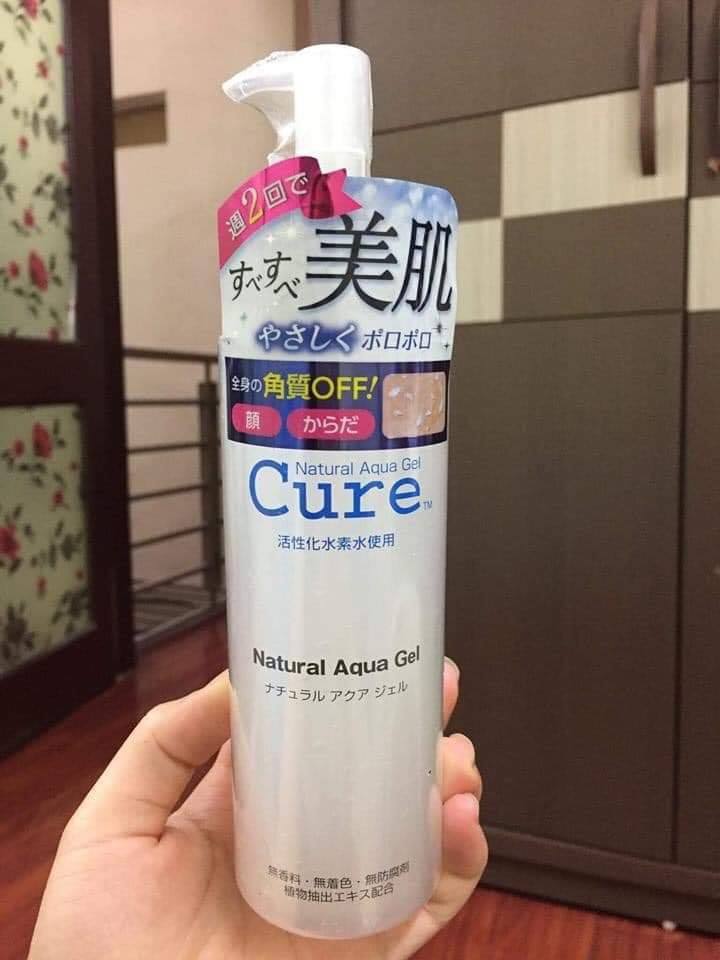 週2回で
すべすべ美肌
やさしくポロポロ
全身の角質OFF!
顔 からだ
Natural Aqua Gel
Cure™
活性化水素水使用
Natural Aqua Gel
ナチュラル アクア ジェル
無香料・無着色・無防腐剤
植物抽出エキス配合